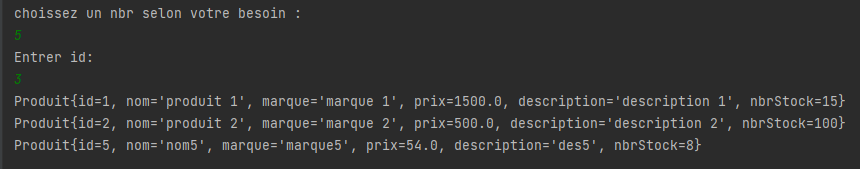 choissez un nbr selon votre besoin :
5
Entrer id:
3
Produit{id=1, nom='produit 1', marque='marque 1', prix=1500.0, description='description 1', nbrStock=15}
Produit{id=2, nom='produit 2', marque='marque 2', prix=500.0, description='description 2', nbrStock=100}
Produit{id=5, nom='nom5', marque='marque5', prix=54.0, description='des5', nbrStock=8}